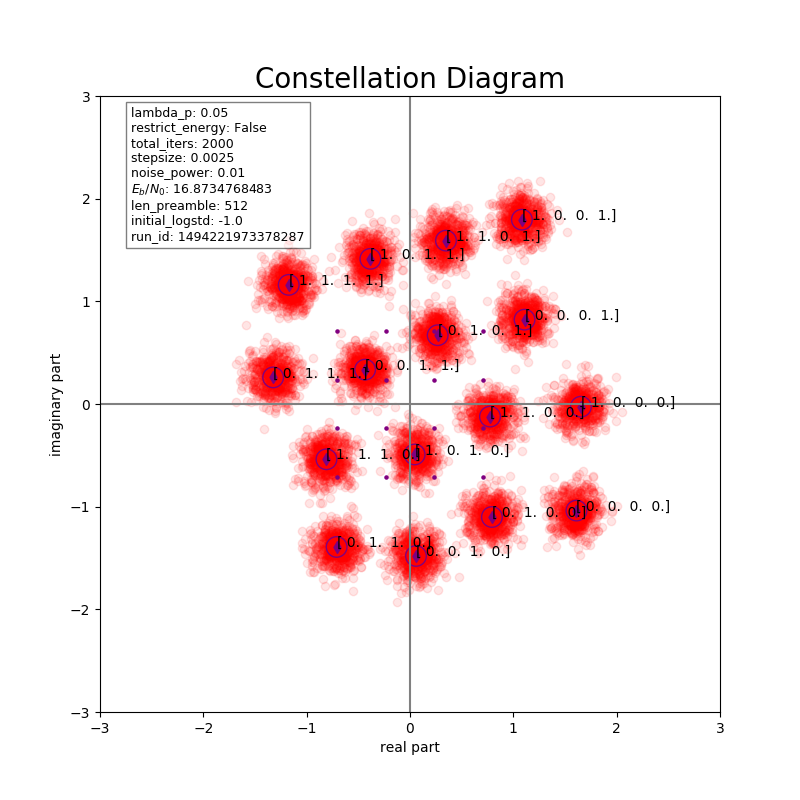 Constellation Diagram
3
lambda_p: 0.05
restrict_energy: False
total_iters: 2000
stepsize: 0.0025
noise_power: 0.01
E_b/N_0: 16.8734768483
len_preamble: 512
initial_logstd: -1.0
run_id: 1494221973378287
2
[ 1. 0. 0. 1.]
[ 1. 1. 0. 1.]
[ 1. 0. 1. 1.]
[ 1. 1. 1. 1.]
1
[ 0. 0. 0. 1.]
[ 0. 1. 0. 1.]
[ 0. 0. 1. 1.]
[ 0. 1. 1. 1.]
imaginary part
0
[ 1. 0. 0. 0.]
[ 1. 1. 0. 0.]
[ 1. 0. 1. 0.]
[ 1. 1. 1. 0.]
−1
[ 0. 0. 0. 0.]
[ 0. 1. 0. 0.]
[ 0. 1. 1. 0.]
[ 0. 0. 1. 0.]
−2
−3
−3 −2 −1 0 1 2 3
real part